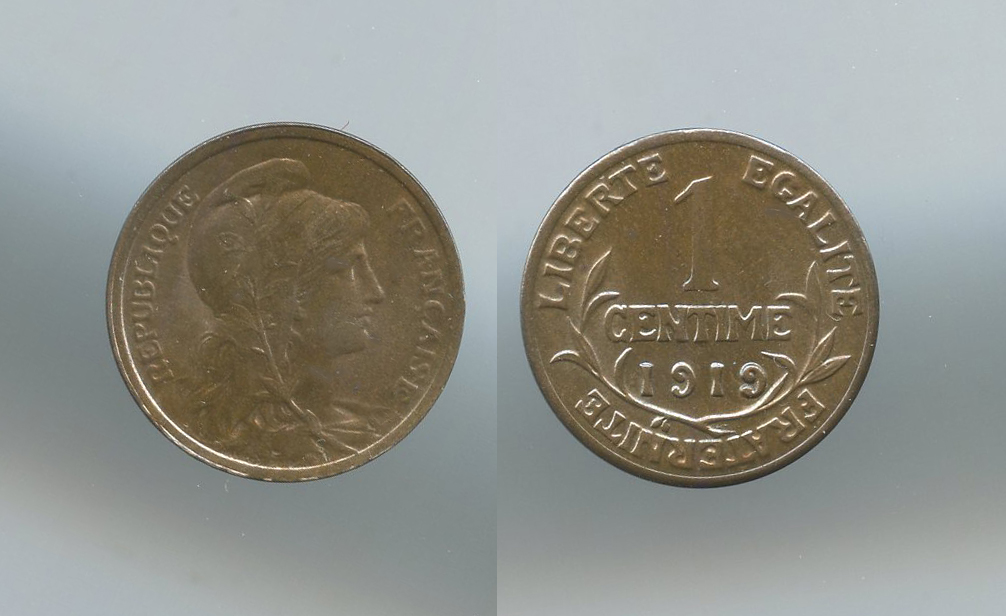 REPUBLIQUE FRANCAISE
LIBERTE EGALITE
1
CENTIME
1919
FRATERNITE